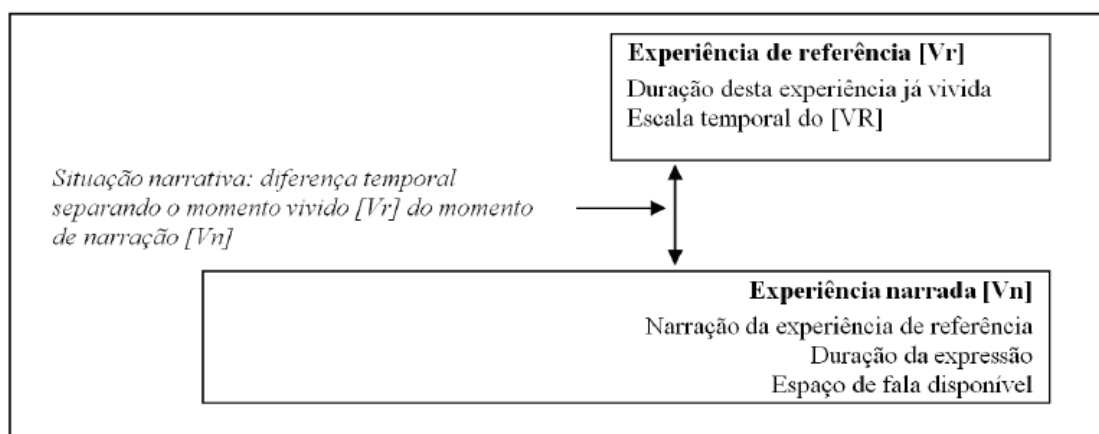 Experiência de referência [Vr]
Duração desta experiência já vivida
Escala temporal do [VR]
Situação narrativa: diferença temporal
separando o momento vivido [Vr] do momento
de narração [Vn]
Experiência narrada [Vn]
Narração da experiência de referência
Duração da expressão
Espaço de fala disponível